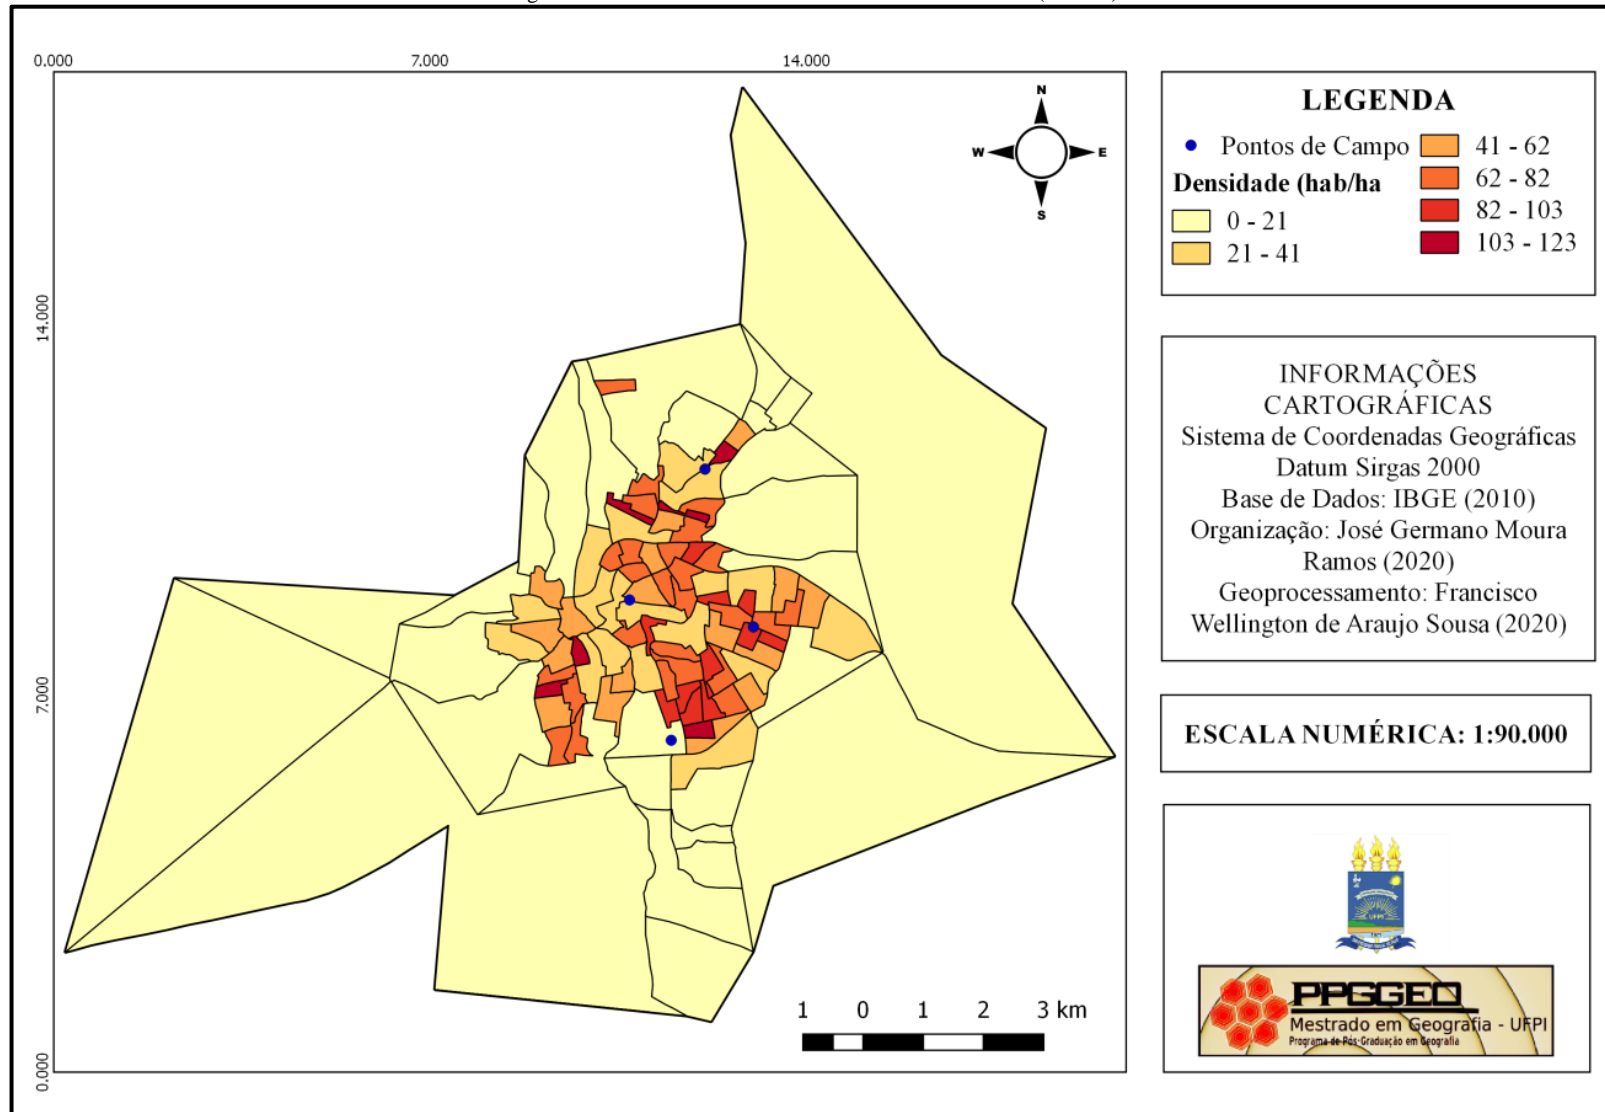 0.000
7.000
14.000
14.000
7.000
0.000
N
W
E
S
1 0 1 2 3 km
LEGENDA
Pontos de Campo
Densidade (hab/ha
0 - 21
21 - 41
41 - 62
62 - 82
82 - 103
103 - 123
INFORMAÇÕES
CARTOGRÁFICAS
Sistema de Coordenadas Geográficas
Datum Sirgas 2000
Base de Dados: IBGE (2010)
Organização: José Germano Moura
Ramos (2020)
Geoprocessamento: Francisco
Wellington de Araujo Sousa (2020)
ESCALA NUMÉRICA: 1:90.000
UFPI
PPGGEO
Mestrado em Geografia - UFPI
Programa de Pós-Graduação em Geografia